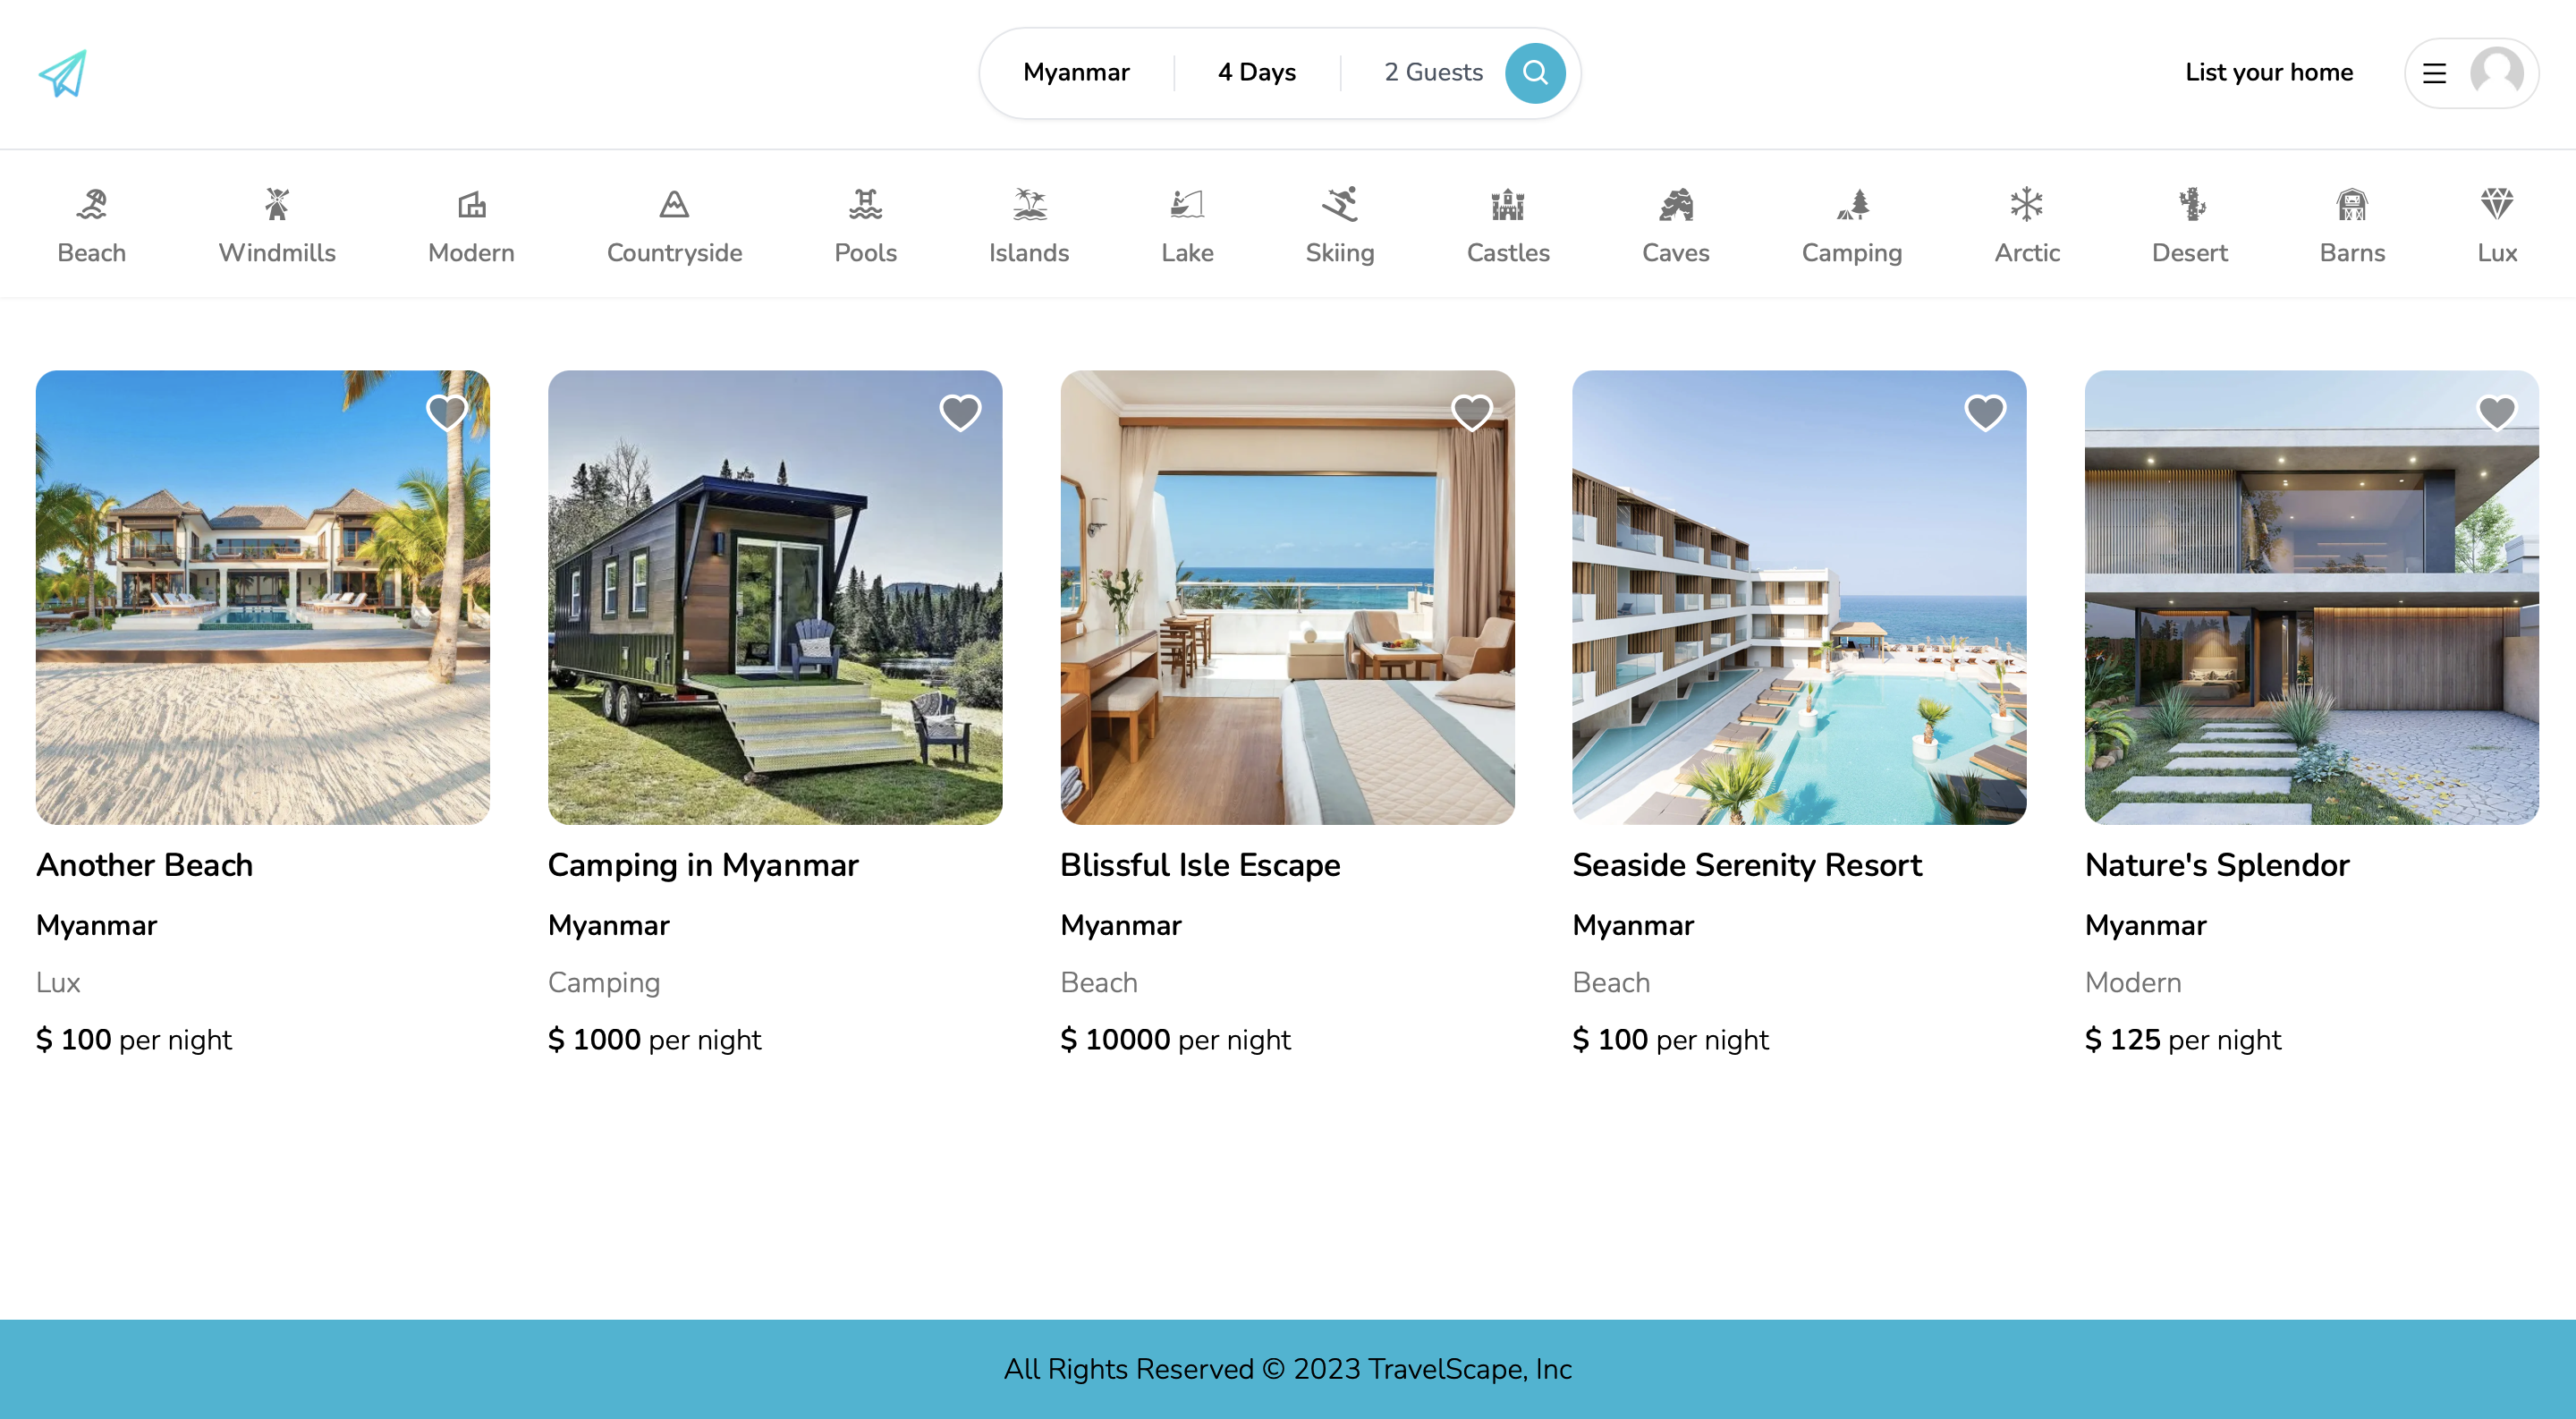 Myanmar
4 Days
2 Guests
List your home
Beach
Windmills
Modern
Countryside
Pools
Islands
Lake
Skiing
Castles
Caves
Camping
Arctic
Desert
Barns
Lux
Another Beach
Myanmar
Lux
$ 100 per night
Camping in Myanmar
Myanmar
Camping
$ 1000 per night
Blissful Isle Escape
Myanmar
Beach
$ 10000 per night
Seaside Serenity Resort
Myanmar
Beach
$ 100 per night
Nature's Splendor
Myanmar
Modern
$ 125 per night
All Rights Reserved © 2023 TravelScape, Inc